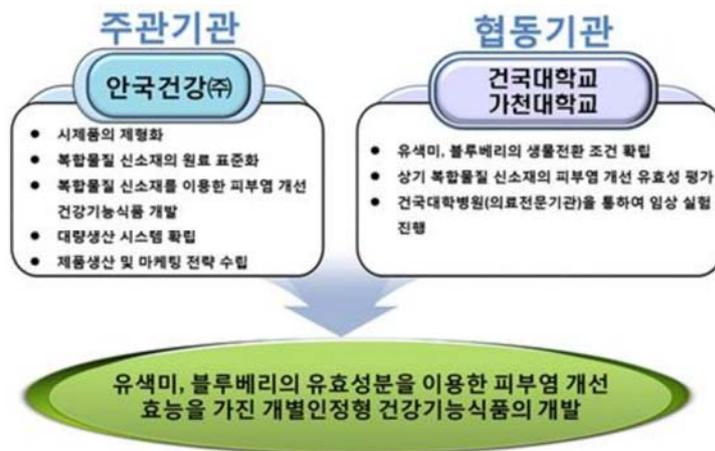 주관기관
안국건강㈜
● 시제품의 제형화
● 복합물질 신소재의 원료 표준화
● 복합물질 신소재를 이용한 피부염 개선
건강기능식품 개발
● 대량생산 시스템 확립
● 제품생산 및 마케팅 전략 수립
협동기관
건국대학교
가천대학교
● 유색미, 블루베리의 생물전환 조건 확립
● 상기 복합물질 신소재의 피부염 개선 유효성 평가
● 건국대학병원(의료전문기관)을 통하여 임상 실험
진행
유색미, 블루베리의 유효성분을 이용한 피부염 개선
효능을 가진 개별인정형 건강기능식품의 개발